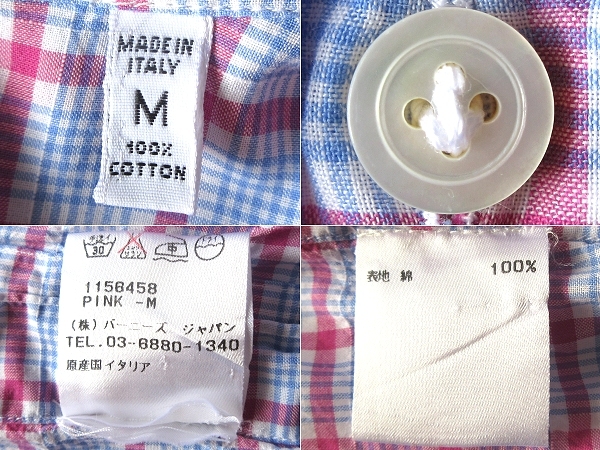 MADE IN
ITALY
M
100%
COTTON
30
1156458
PINK -M
(株)バーニーズ ジャパン
TEL.03-6880-1340
原産国イタリア
表地 綿 100%